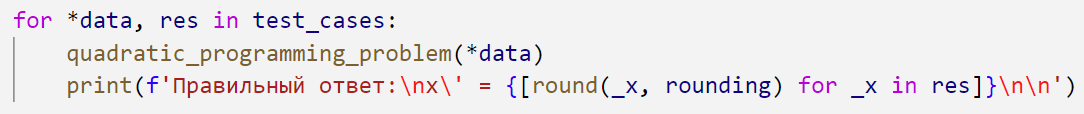 for *data, res in test_cases:
    quadratic_programming_problem(*data)
    print(f'Правильный ответ:\nx\' = {[round(_x, rounding) for _x in res]}\n\n')